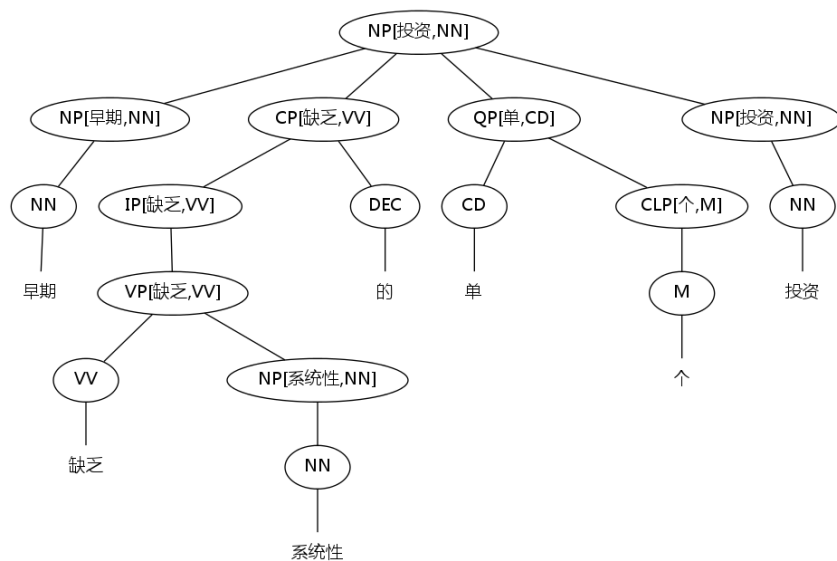 NP[投资,NN]
NP[早期,NN] CP[缺乏,VV] QP[单,CD] NP[投资,NN]
NN IP[缺乏,VV] DEC CD CLP[个,M] NN
早期 VP[缺乏,VV] 的 单 M 投资
VV NP[系统性,NN] 个
缺乏 NN
系统性